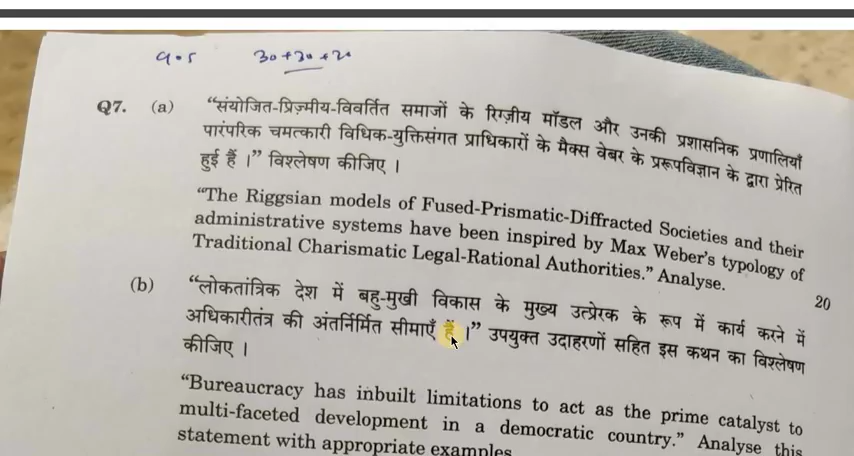 30+30+20
Q7. (a) “संयोजित-प्रिज़्मीय-विवर्तित समाजों के रिग्ज़ीय मॉडल और उनकी प्रशासनिक प्रणालियाँ
पारंपरिक चमत्कारी विधिक-युक्तिसंगत प्राधिकारों के मैक्स वेबर के प्ररूपविज्ञान के द्वारा प्रेरित
हुई हैं ।” विश्लेषण कीजिए ।
“The Riggsian models of Fused-Prismatic-Diffracted Societies and their
administrative systems have been inspired by Max Weber’s typology of
Traditional Charismatic Legal-Rational Authorities.” Analyse.
20
(b) “लोकतांत्रिक देश में बहु-मुखी विकास के मुख्य उत्प्रेरक के रूप में कार्य करने में
अधिकारीतंत्र की अंतर्निर्मित सीमाएँ हैं ।” उपयुक्त उदाहरणों सहित इस कथन का विश्लेषण
कीजिए ।
“Bureaucracy has inbuilt limitations to act as the prime catalyst to
multi-faceted development in a democratic country.” Analyse this
statement with appropriate examples